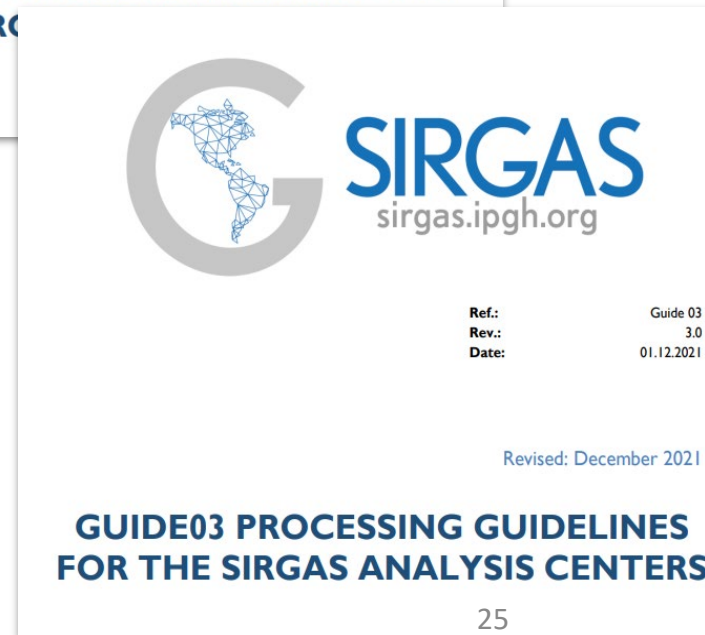 SIRGAS
sirgas.ipgh.org
Ref.: Guide 03
Rev.: 3.0
Date: 01.12.2021
Revised: December 2021
GUIDE03 PROCESSING GUIDELINES
FOR THE SIRGAS ANALYSIS CENTERS
25